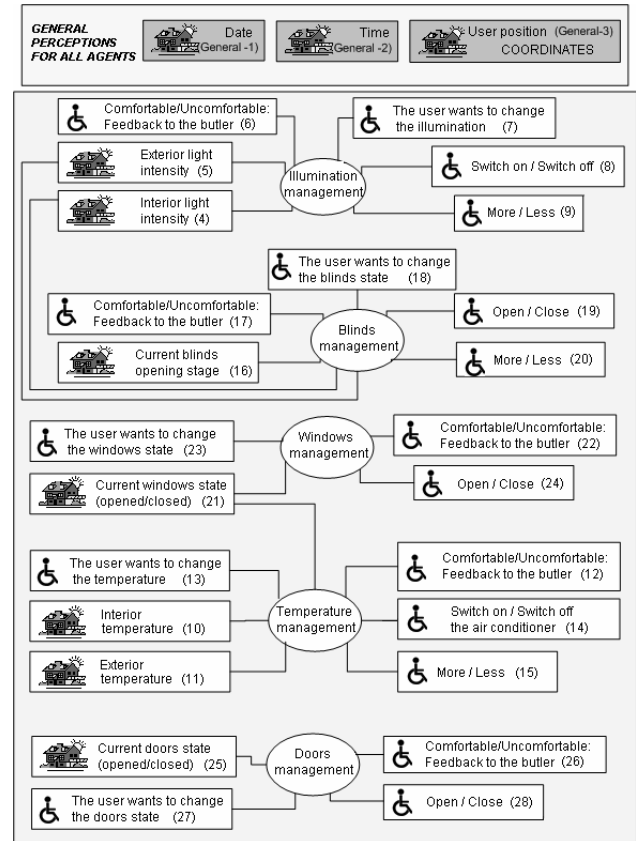 GENERAL
PERCEPTIONS
FOR ALL AGENTS
Date
(General -1)
Time
(General -2)
User position (General-3)
COORDINATES
Comfortable/Uncomfortable:
Feedback to the butler (6)
The user wants to change
the illumination (7)
Exterior light
intensity (5)
Illumination
management
Switch on / Switch off (8)
Interior light
intensity (4)
More / Less (9)
The user wants to change
the blinds state (18)
Comfortable/Uncomfortable:
Feedback to the butler (17)
Blinds
management
Open / Close (19)
Current blinds
opening stage (16)
More / Less (20)
The user wants to change
the windows state (23)
Windows
management
Comfortable/Uncomfortable:
Feedback to the butler (22)
Current windows state
(opened/closed) (21)
Open / Close (24)
The user wants to change
the temperature (13)
Comfortable/Uncomfortable:
Feedback to the butler (12)
Interior
temperature (10)
Temperature
management
Switch on / Switch off
the air conditioner (14)
Exterior
temperature (11)
More / Less (15)
Current doors state
(opened/closed) (25)
Doors
management
Comfortable/Uncomfortable:
Feedback to the butler (26)
The user wants to change
the doors state (27)
Open / Close (28)